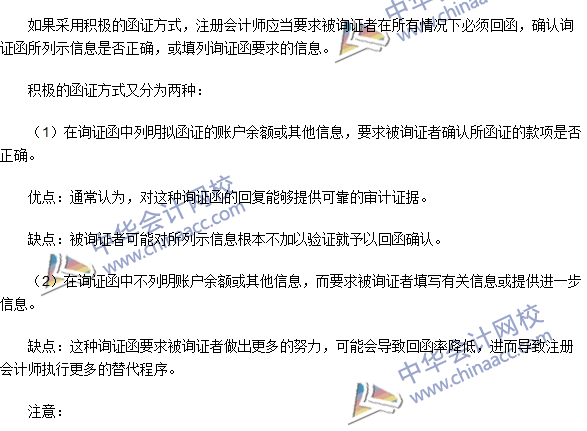 如果采用积极的函证方式，注册会计师应当要求被询证者在所有情况下必须回函，确认询
证函所列示信息是否正确，或填列询证函要求的信息。
积极的函证方式又分为两种：
（1）在询证函中列明拟函证的账户余额或其他信息，要求被询证者确认所函证的款项是否
正确。
优点：通常认为，对这种询证函的回复能够提供可靠的审计证据。
缺点：被询证者可能对所列示信息根本不加以验证就予以回函确认。
（2）在询证函中不列明账户余额或其他信息，而要求被询证者填写有关信息或提供进一步
信息。
缺点：这种询证函要求被询证者做出更多的努力，可能会导致回函率降低，进而导致注册
会计师执行更多的替代程序。
注意：
中华会计网校
www.chinaacc.com
中华会计网校
www.chinaacc.com
中华会计网校
www.chinaacc.com